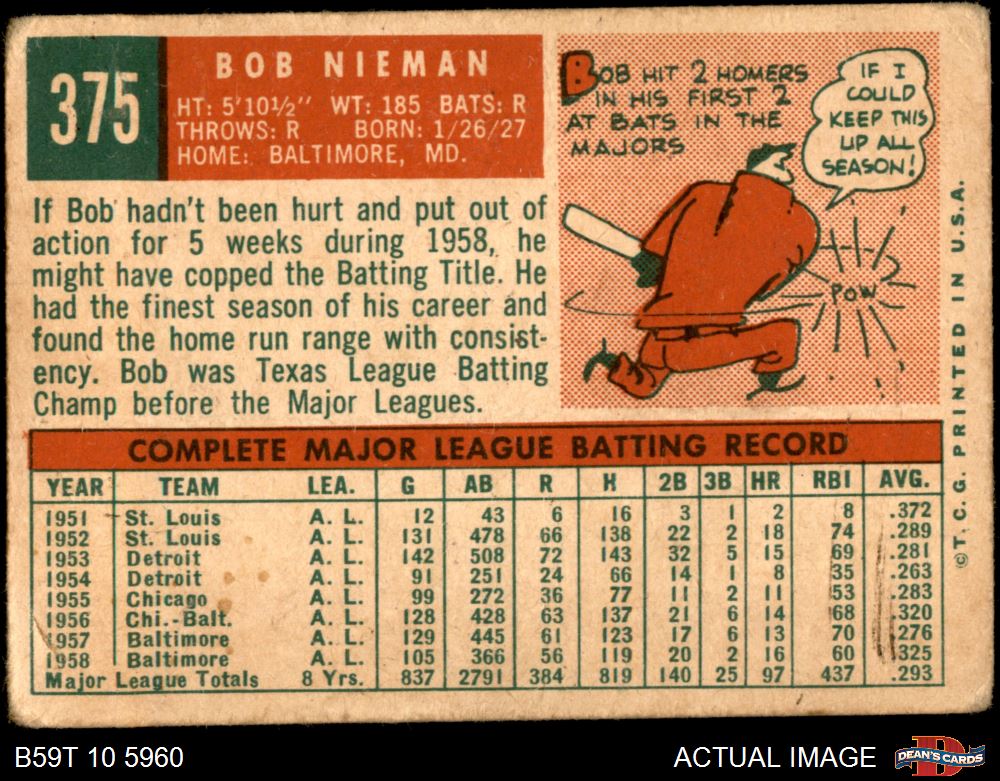 375
BOB NIEMAN
HT: 5'10½" WT: 185 BATS: R
THROWS: R BORN: 1/26/27
HOME: BALTIMORE, MD.
BOB HIT 2 HOMERS
IN HIS FIRST 2
AT BATS IN THE
MAJORS
IF I
COULD
KEEP THIS
UP ALL
SEASON!
POW
If Bob hadn't been hurt and put out of
action for 5 weeks during 1958, he
might have copped the Batting Title. He
had the finest season of his career and
found the home run range with consist-
ency. Bob was Texas League Batting
Champ before the Major Leagues.
COMPLETE MAJOR LEAGUE BATTING RECORD
YEAR TEAM LEA. G AB R H 2B 3B HR RBI AVG.
1951 St. Louis A. L. 12 43 6 16 3 1 2 8 .372
1952 St. Louis A. L. 131 478 66 138 22 2 18 74 .289
1953 Detroit A. L. 142 508 72 143 32 5 15 69 .281
1954 Detroit A. L. 91 251 24 66 14 1 8 35 .263
1955 Chicago A. L. 99 272 36 77 11 2 11 53 .283
1956 Chi.-Balt. A. L. 128 428 63 137 21 6 14 68 .320
1957 Baltimore A. L. 129 445 61 123 17 6 13 70 .276
1958 Baltimore A. L. 105 366 56 119 20 2 16 60 .325
Major League Totals 8 Yrs. 837 2791 384 819 140 25 97 437 .293
© T. C. G. PRINTED IN U.S.A.
B59T 10 5960
ACTUAL IMAGE
DEAN'S CARDS